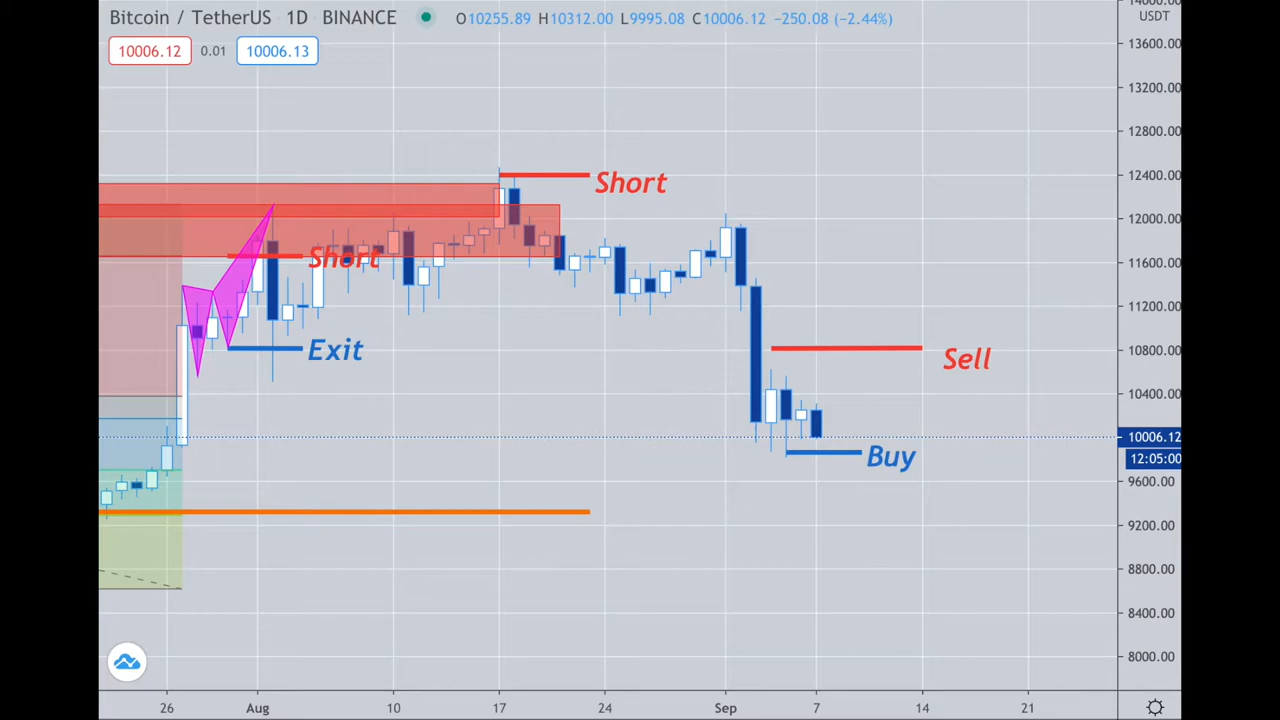 Bitcoin / TetherUS · 1D · BINANCE O10255.89 H10312.00 L9995.08 C10006.12 −250.08 (−2.44%)
10006.12 0.01 10006.13
14000.00
USDT
13600.00
13200.00
12800.00
12400.00
Short
12000.00
11600.00
Short
11200.00
10800.00
Exit
Sell
10400.00
10006.12
12:05:00
Buy
9600.00
9200.00
8800.00
8400.00
8000.00
26 Aug 10 17 24 Sep 7 14 21